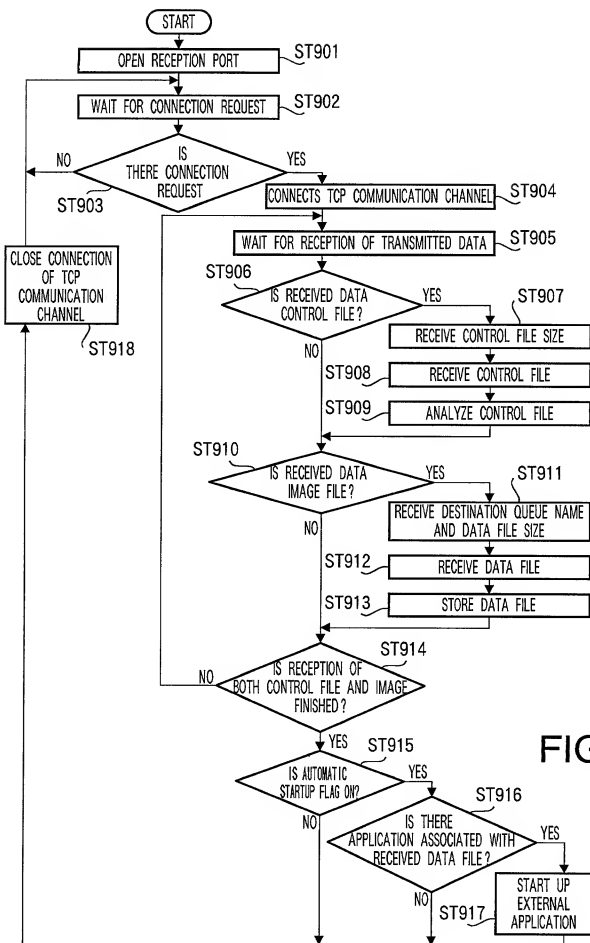 START
OPEN RECEPTION PORT
ST901
WAIT FOR CONNECTION REQUEST
ST902
IS
THERE CONNECTION
REQUEST
NO
YES
ST903
CONNECTS TCP COMMUNICATION CHANNEL
ST904
WAIT FOR RECEPTION OF TRANSMITTED DATA
ST905
CLOSE CONNECTION
OF TCP
COMMUNICATION
CHANNEL
ST918
ST906
IS RECEIVED DATA
CONTROL FILE?
YES
NO
ST907
RECEIVE CONTROL FILE SIZE
ST908
RECEIVE CONTROL FILE
ST909
ANALYZE CONTROL FILE
ST910
IS RECEIVED DATA
IMAGE FILE?
YES
NO
ST911
RECEIVE DESTINATION QUEUE NAME
AND DATA FILE SIZE
ST912
RECEIVE DATA FILE
ST913
STORE DATA FILE
ST914
IS RECEPTION OF
BOTH CONTROL FILE AND IMAGE
FINISHED?
NO
YES
ST915
IS AUTOMATIC
STARTUP FLAG ON?
YES
NO
FIG
ST916
IS THERE
APPLICATION ASSOCIATED WITH
RECEIVED DATA FILE?
YES
NO
START UP
EXTERNAL
APPLICATION
ST917